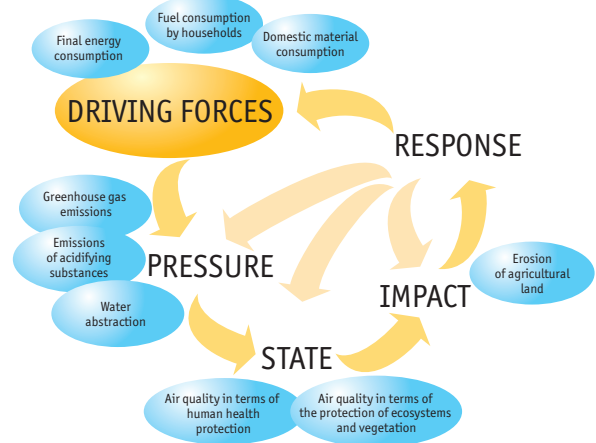 Fuel consumption
by households
Final energy
consumption
Domestic material
consumption
DRIVING FORCES
RESPONSE
Greenhouse gas
emissions
Emissions
of acidifying
substances
PRESSURE
Water
abstraction
Erosion
of agricultural
land
IMPACT
STATE
Air quality in terms of
human health
protection
Air quality in terms of
the protection of ecosystems
and vegetation